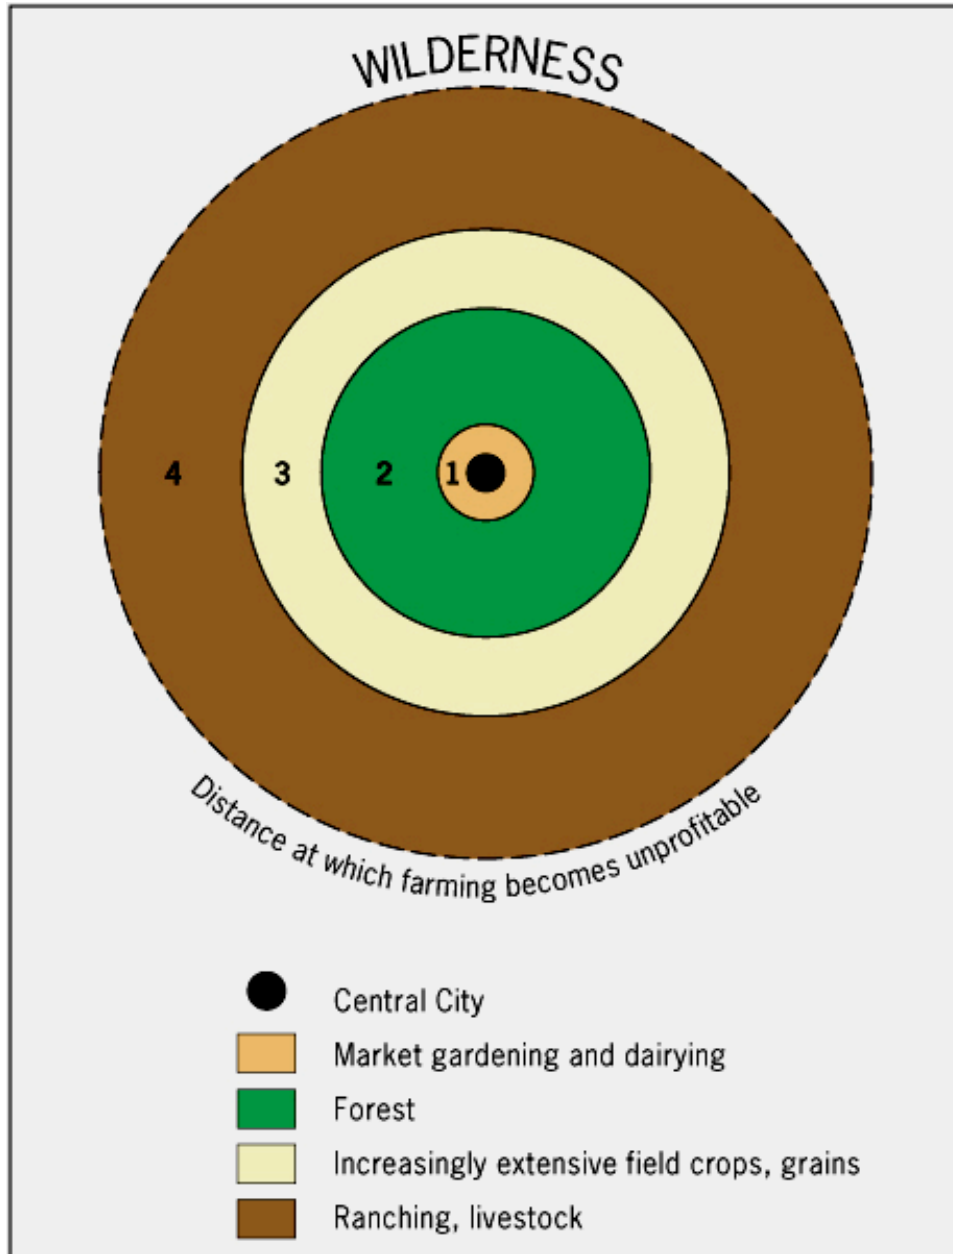 WILDERNESS
4 3 2 1
Distance at which farming becomes unprofitable
Central City
Market gardening and dairying
Forest
Increasingly extensive field crops, grains
Ranching, livestock